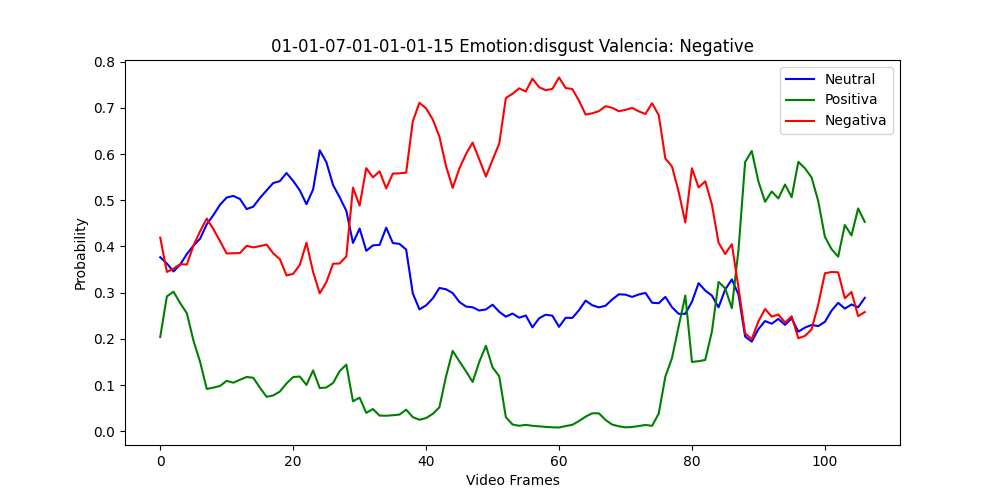 01-01-07-01-01-01-15 Emotion:disgust Valencia: Negative
Neutral
Positiva
Negativa
Probability
0.8
0.7
0.6
0.5
0.4
0.3
0.2
0.1
0.0
0 20 40 60 80 100
Video Frames